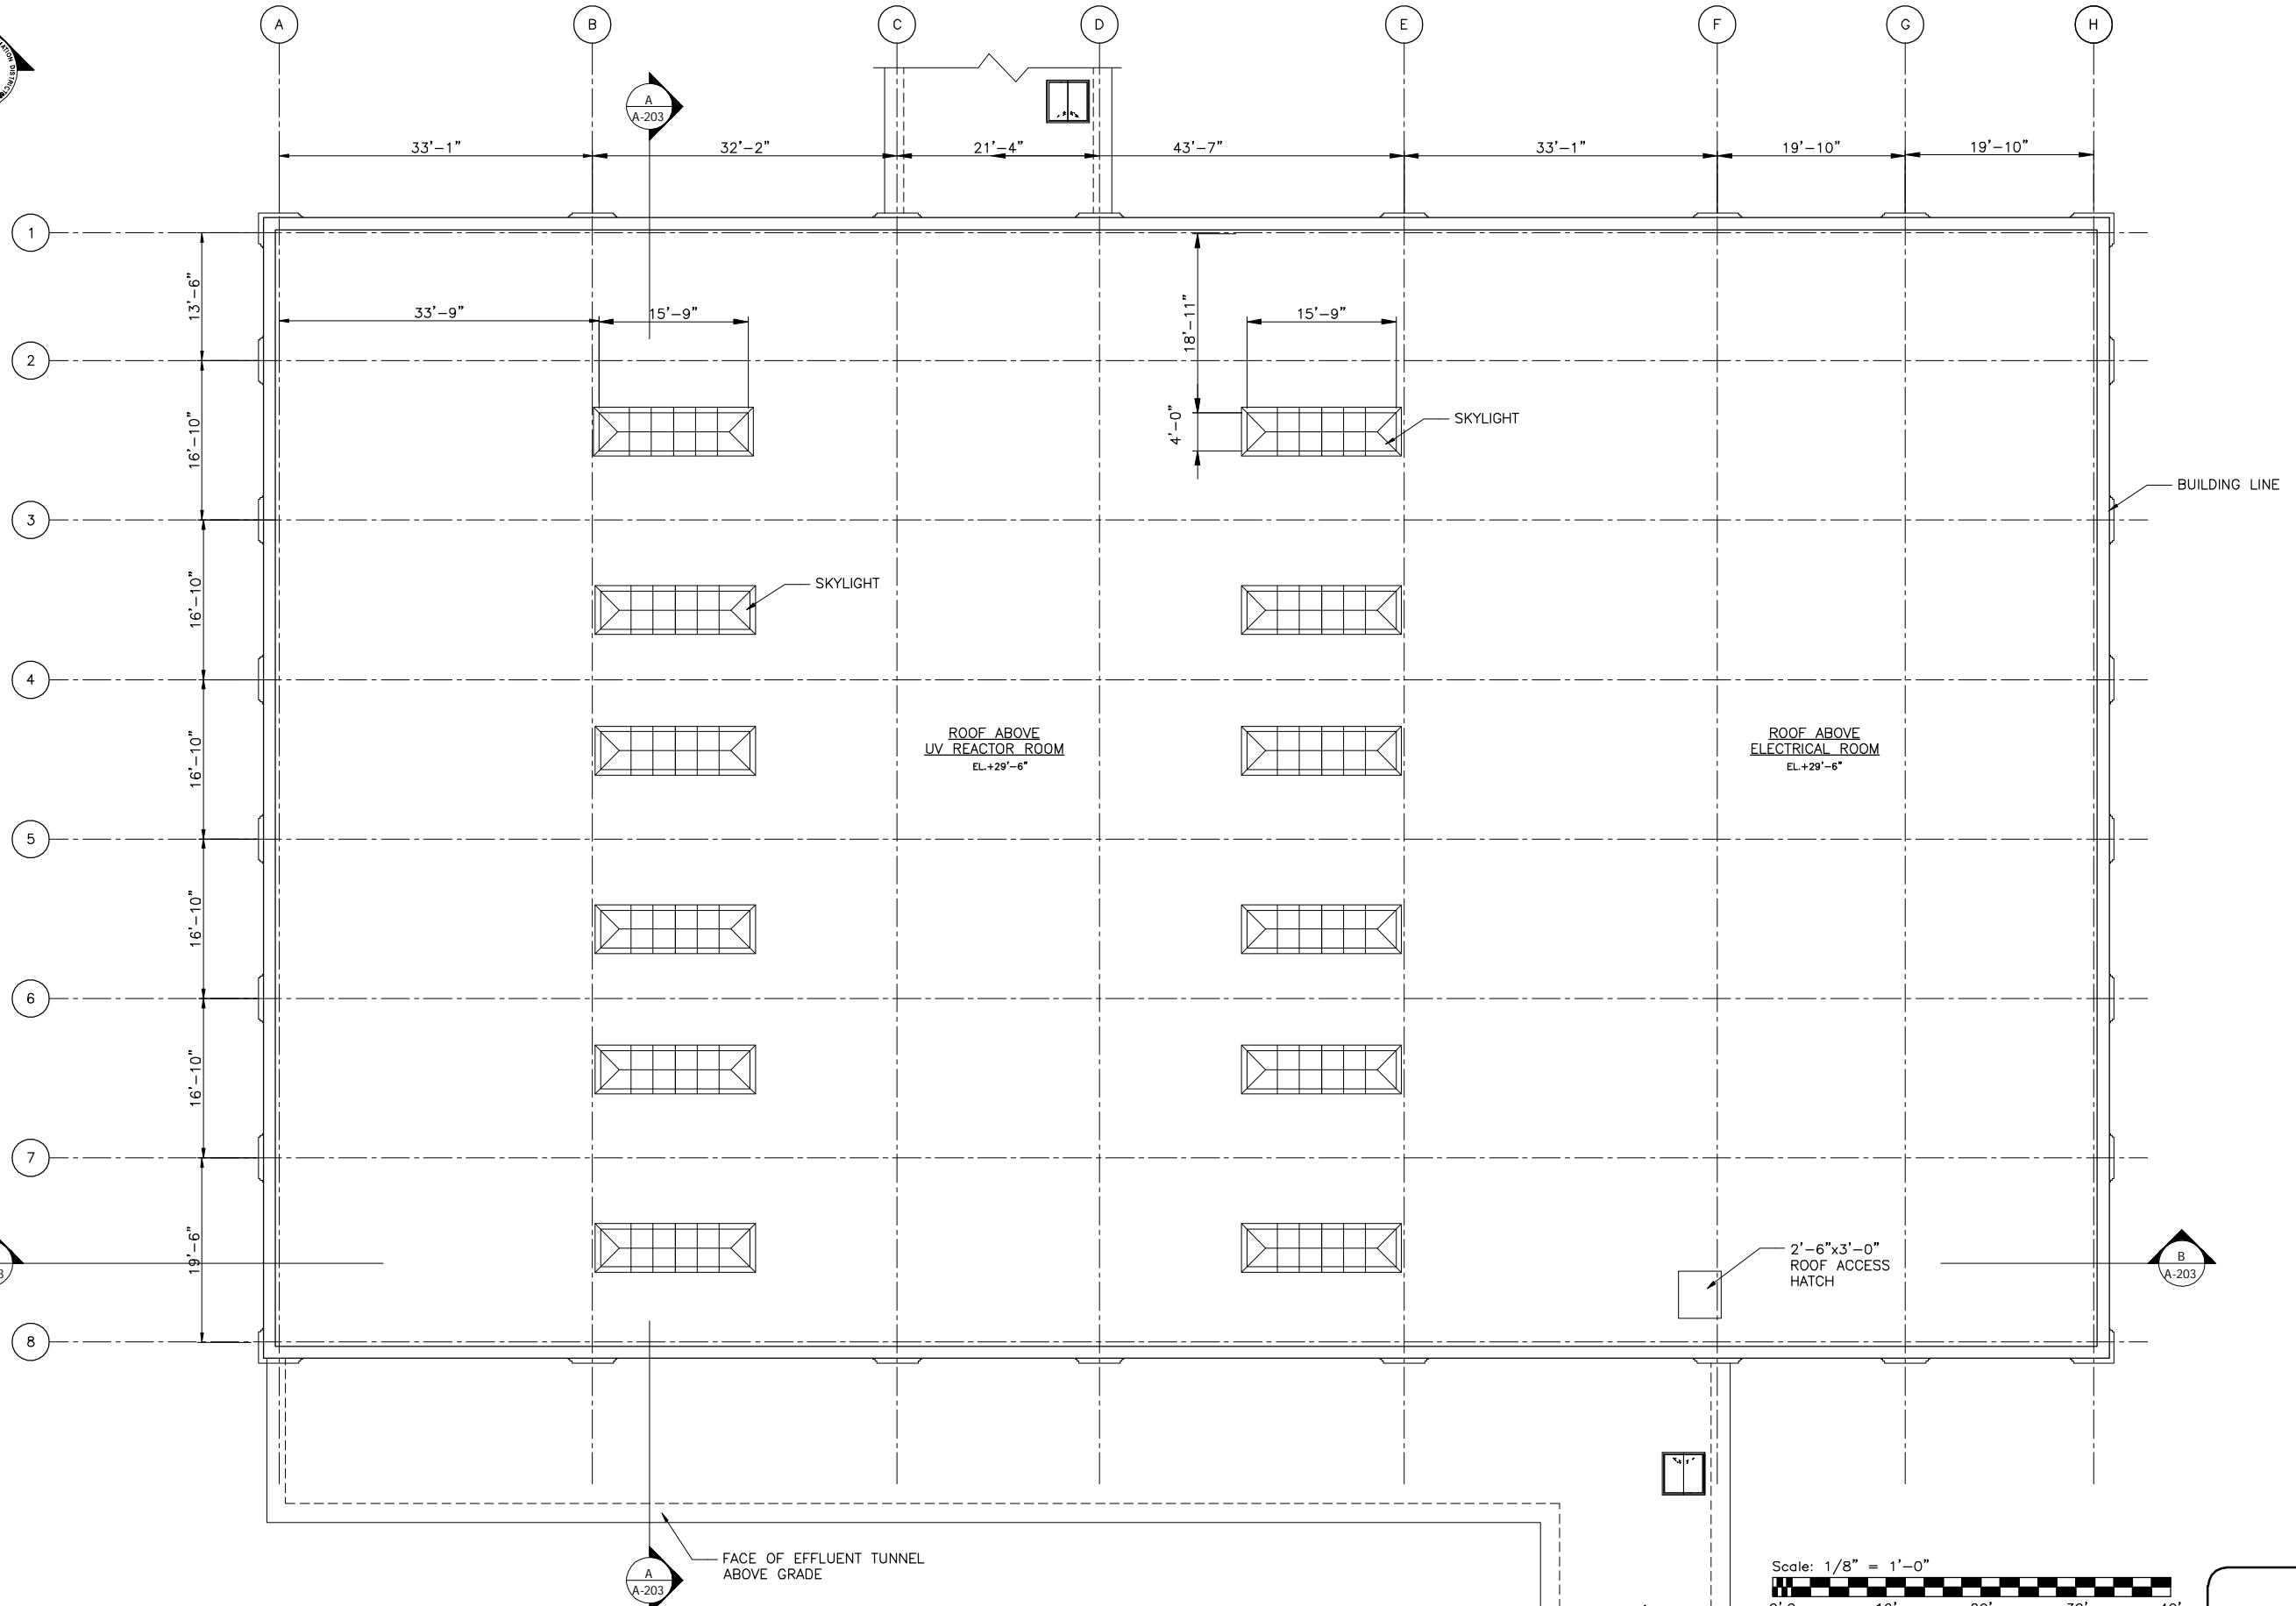 A B C D E F G H
ATION DISTRICT
A
A-203
33'-1" 32'-2" 21'-4" 43'-7" 33'-1" 19'-10" 19'-10"
1
13'-6"
33'-9" 15'-9" 18'-11" 15'-9"
2
16'-10"
4'-0"
SKYLIGHT
BUILDING LINE
3
16'-10"
SKYLIGHT
4
16'-10"
ROOF ABOVE
UV REACTOR ROOM
EL.+29'-6"
ROOF ABOVE
ELECTRICAL ROOM
EL.+29'-6"
5
16'-10"
6
16'-10"
7
19'-6"
2'-6"x3'-0"
ROOF ACCESS
HATCH
B
A-203
3
8
FACE OF EFFLUENT TUNNEL
ABOVE GRADE
A
A-203
Scale: 1/8" = 1'-0"